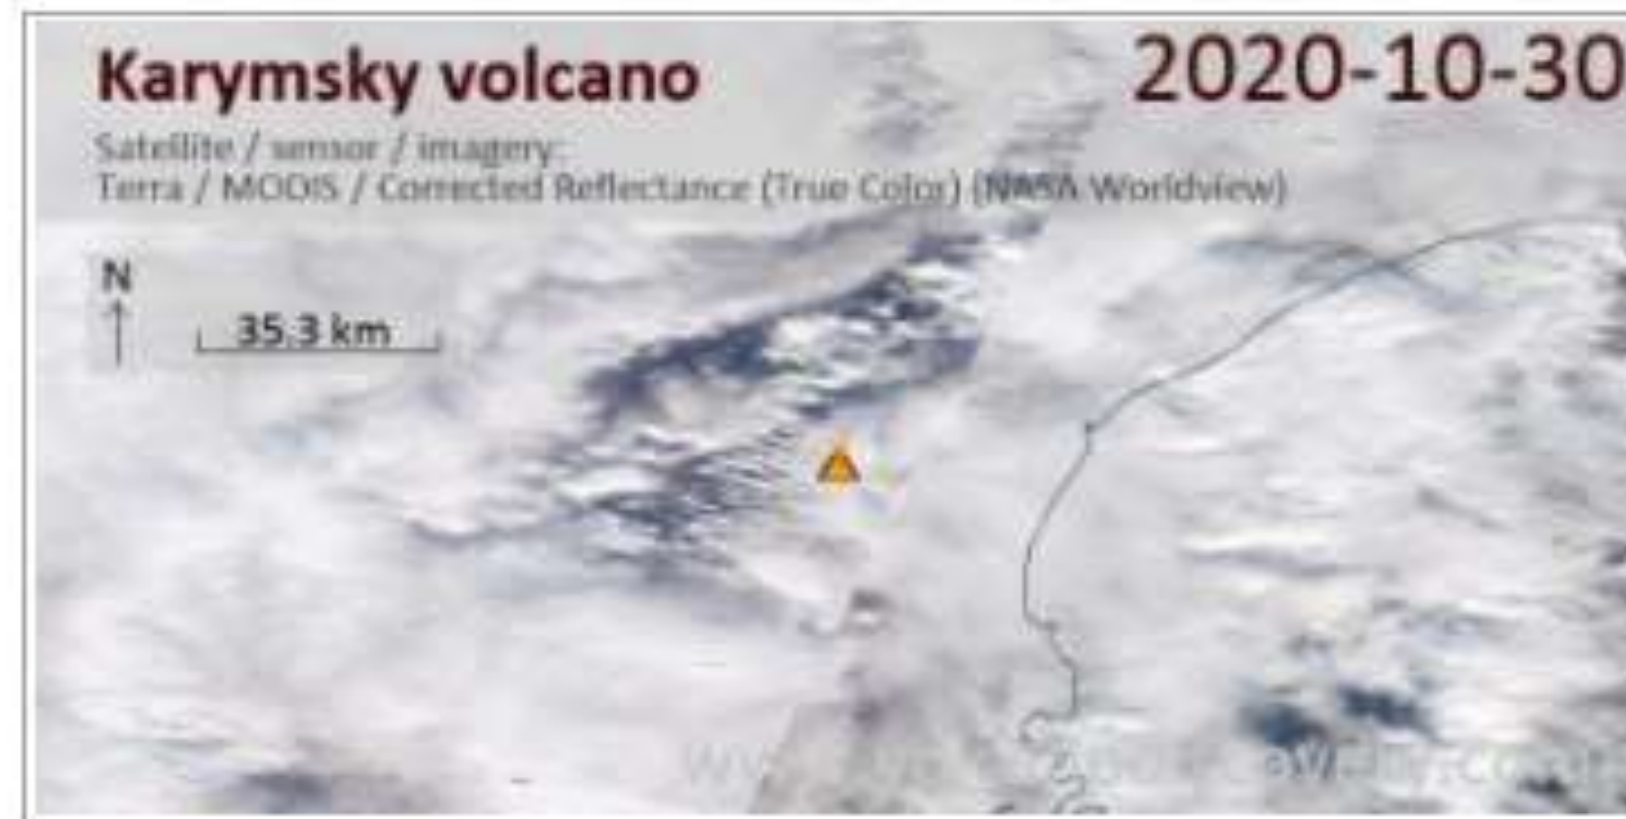 Karymsky volcano
2020-10-30
Satellite / sensor / imagery:
Terra / MODIS / Corrected Reflectance (True Color) (NASA Worldview)
N
35.3 km